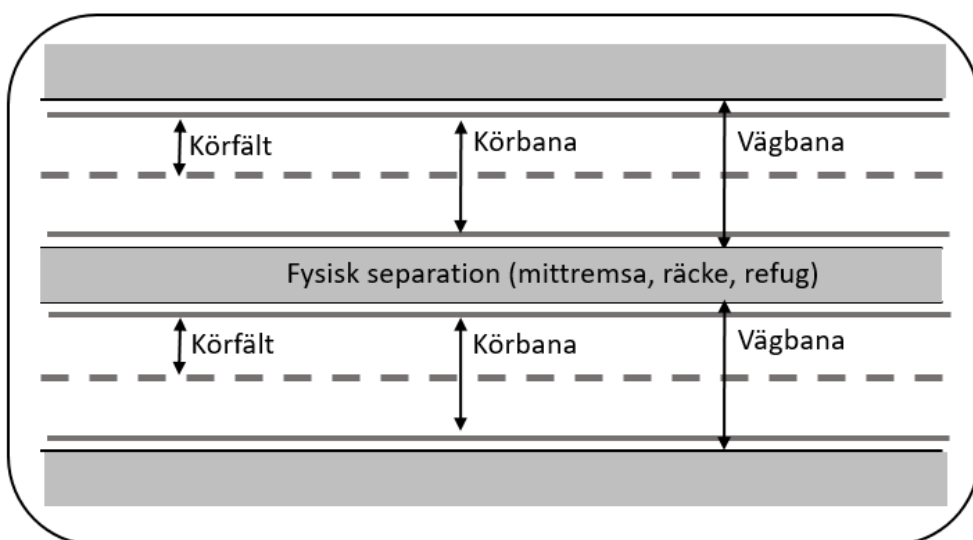 Körfält
Körbana
Vägbana
Fysisk separation (mittremsa, räcke, refug)
Körfält
Körbana
Vägbana